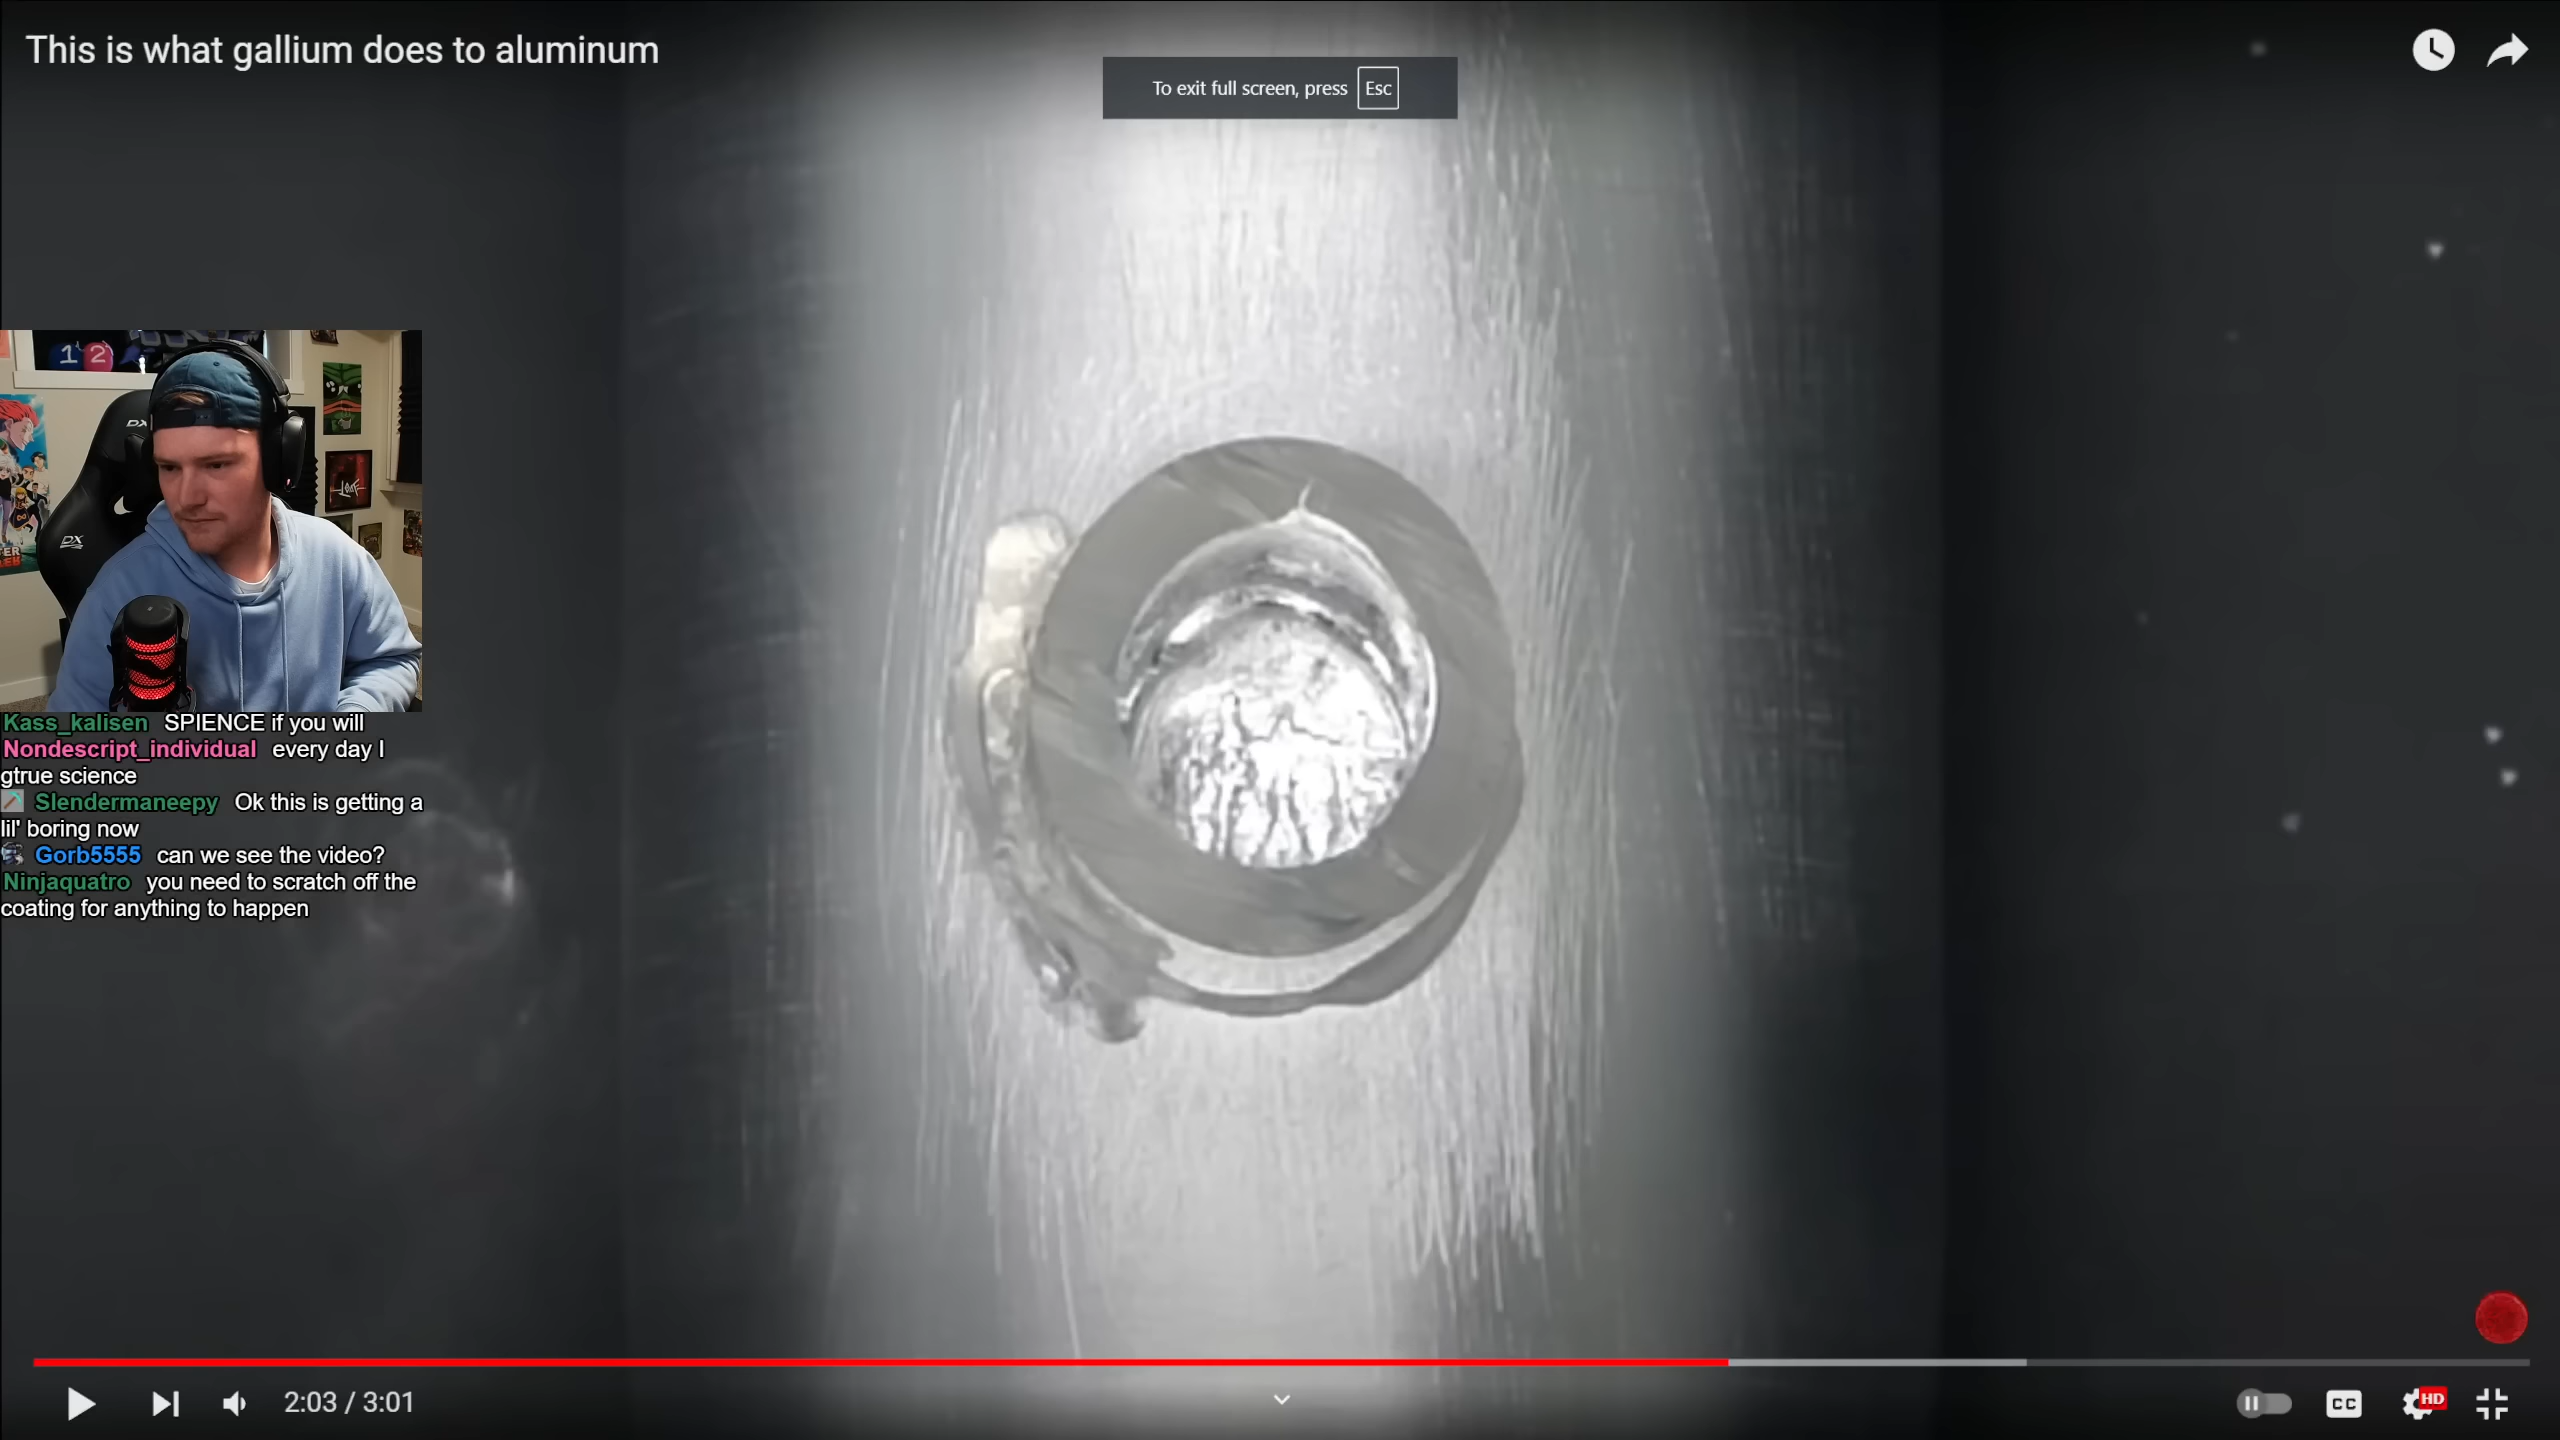 This is what gallium does to aluminum
To exit full screen, press Esc
1 2
DX
DX
LOAF
Kass_kalisen SPIENCE if you will
Nondescript_individual every day I
gtrue science
Slendermaneepy Ok this is getting a
lil' boring now
Gorb5555 can we see the video?
Ninjaquatro you need to scratch off the
coating for anything to happen
2:03 / 3:01
CC
HD